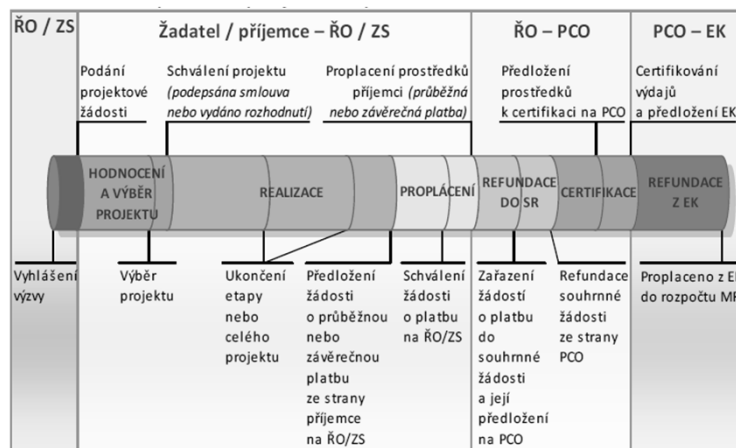 ŘO / ZS
Žadatel / příjemce – ŘO / ZS
ŘO – PCO
PCO – EK
Podání
projektové
žádosti
Schválení projektu
(podepsána smlouva
nebo vydáno rozhodnutí)
Proplacení prostředků
příjemci (průběžná
nebo závěrečná platba)
Předložení
prostředků
k certifikaci na PCO
Certifikování
výdajů
a předložení EK
HODNOCENÍ
A VÝBĚR
PROJEKTU
REALIZACE
PROPLÁCENÍ
REFUNDACE
DO SR
CERTIFIKACE
REFUNDACE
Z EK
Vyhlášení
výzvy
Výběr
projektu
Ukončení
etapy
nebo
celého
projektu
Předložení
žádosti
o průběžnou
nebo
závěrečnou
platbu
ze strany
příjemce
na ŘO/ZS
Schválení
žádosti
o platbu
na ŘO/ZS
Zařazení
žádostí
o platbu
do
souhrnné
žádosti
a její
předložení
na PCO
Refundace
souhrnné
žádosti
ze strany
PCO
Proplaceno z E
do rozpočtu MF